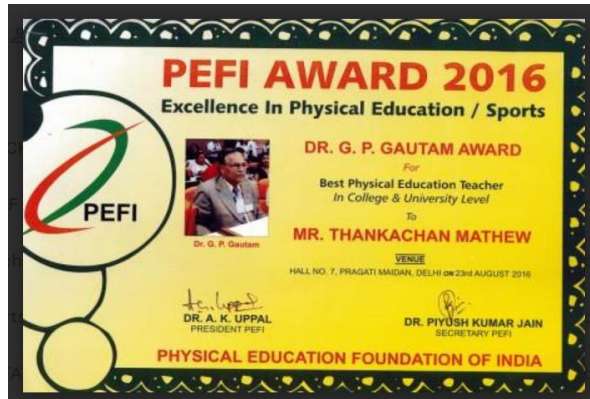 PEFI AWARD 2016
Excellence In Physical Education / Sports
PEFI
Dr. G. P. Gautam
DR. G. P. GAUTAM AWARD
For
Best Physical Education Teacher
In College & University Level
To
MR. THANKACHAN MATHEW
VENUE
HALL NO. 7, PRAGATI MAIDAN, DELHI ON 23rd AUGUST 2016
DR. A. K. UPPAL
PRESIDENT PEFI
DR. PIYUSH KUMAR JAIN
SECRETARY PEFI
PHYSICAL EDUCATION FOUNDATION OF INDIA